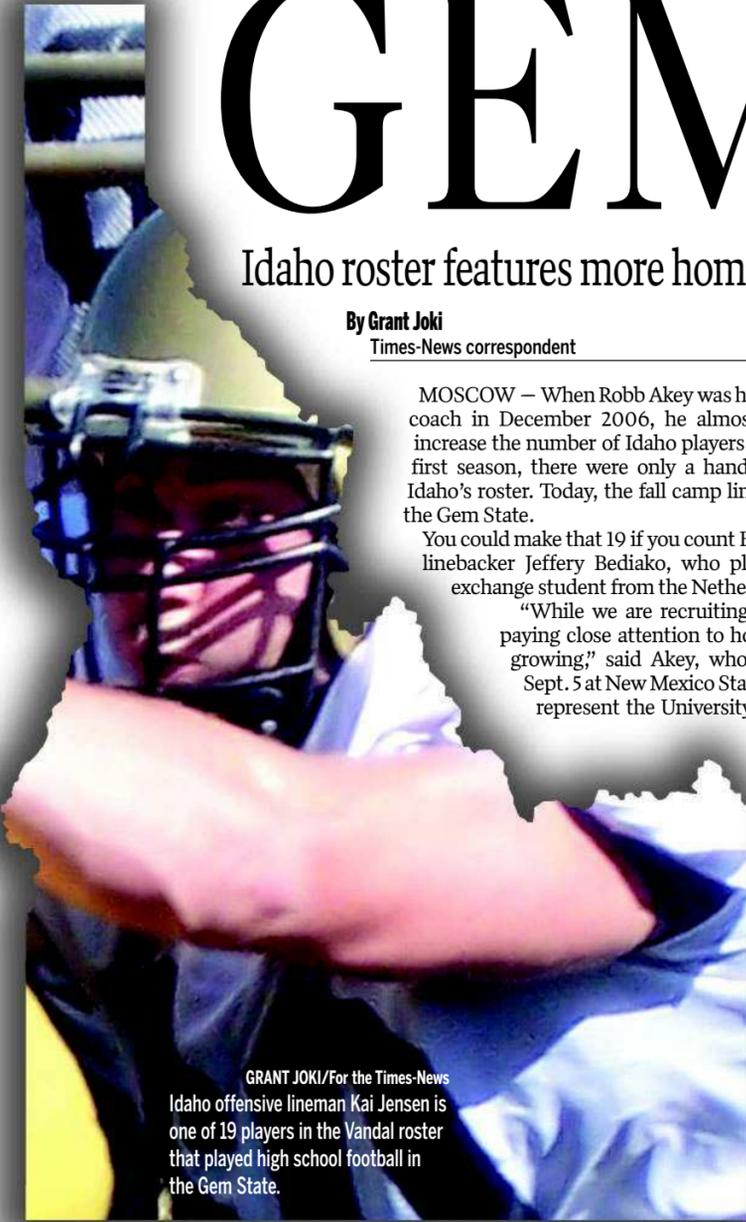 GEM
Idaho roster features more hom
By Grant Joki
Times-News correspondent
MOSCOW — When Robb Akey was h
coach in December 2006, he almos
increase the number of Idaho players
first season, there were only a hand
Idaho’s roster. Today, the fall camp lin
the Gem State.
You could make that 19 if you count
linebacker Jeffery Bediako, who pl
exchange student from the Nethe
“While we are recruiting
paying close attention to ho
growing,” said Akey, who
Sept. 5 at New Mexico Sta
represent the University
GRANT JOKI/For the Times-News
Idaho offensive lineman Kai Jensen is
one of 19 players in the Vandal roster
that played high school football in
the Gem State.